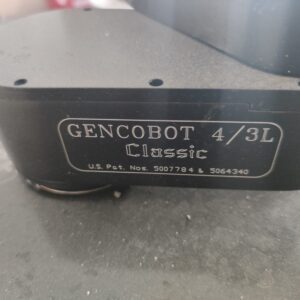 GENCOBOT 4/3L
Classic
U.S. Pat. Nos. 5007784 & 5064340